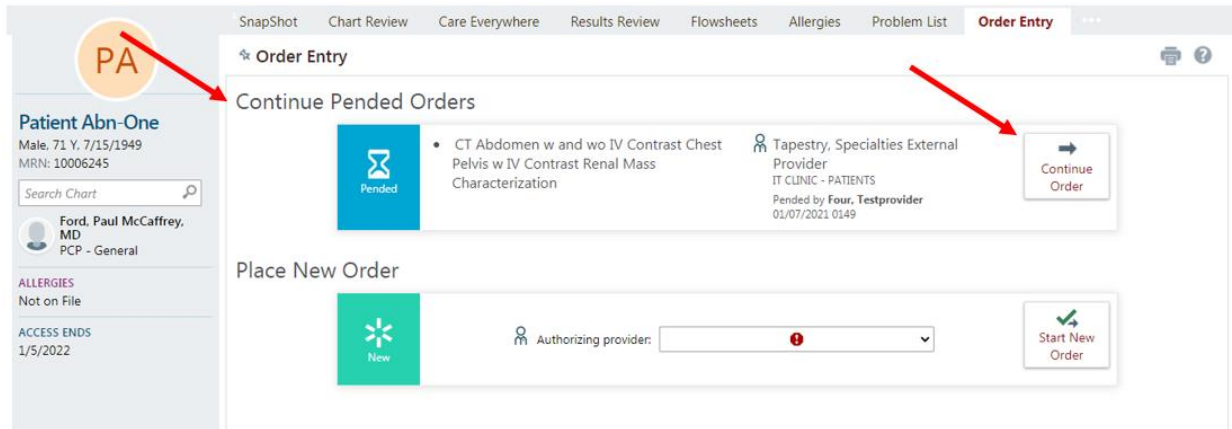 SnapShot Chart Review Care Everywhere Results Review Flowsheets Allergies Problem List Order Entry
PA
Order Entry
Patient Abn-One
Male, 71 Y, 7/15/1949
MRN: 10006245
Search Chart
Ford, Paul McCaffrey,
MD
PCP - General
ALLERGIES
Not on File
ACCESS ENDS
1/5/2022
Continue Pended Orders
Pended
• CT Abdomen w and wo IV Contrast Chest
Pelvis w IV Contrast Renal Mass
Characterization
Tapestry, Specialties External
Provider
IT CLINIC - PATIENTS
Pended by Four, Testprovider
01/07/2021 0149
Continue
Order
Place New Order
New
Authorizing provider:
Start New
Order